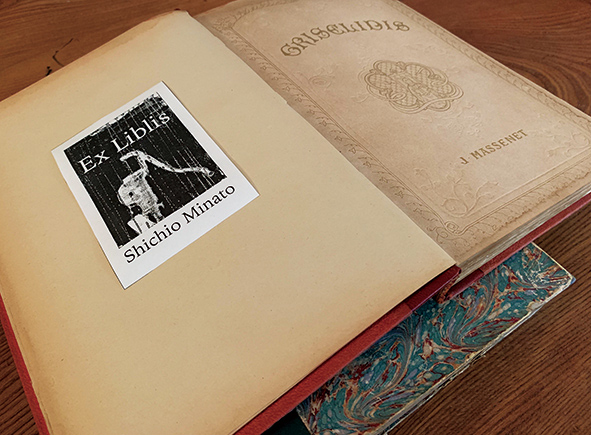 Ex Liblis
Shichio Minato
GRISELIDIS
J. MASSENET